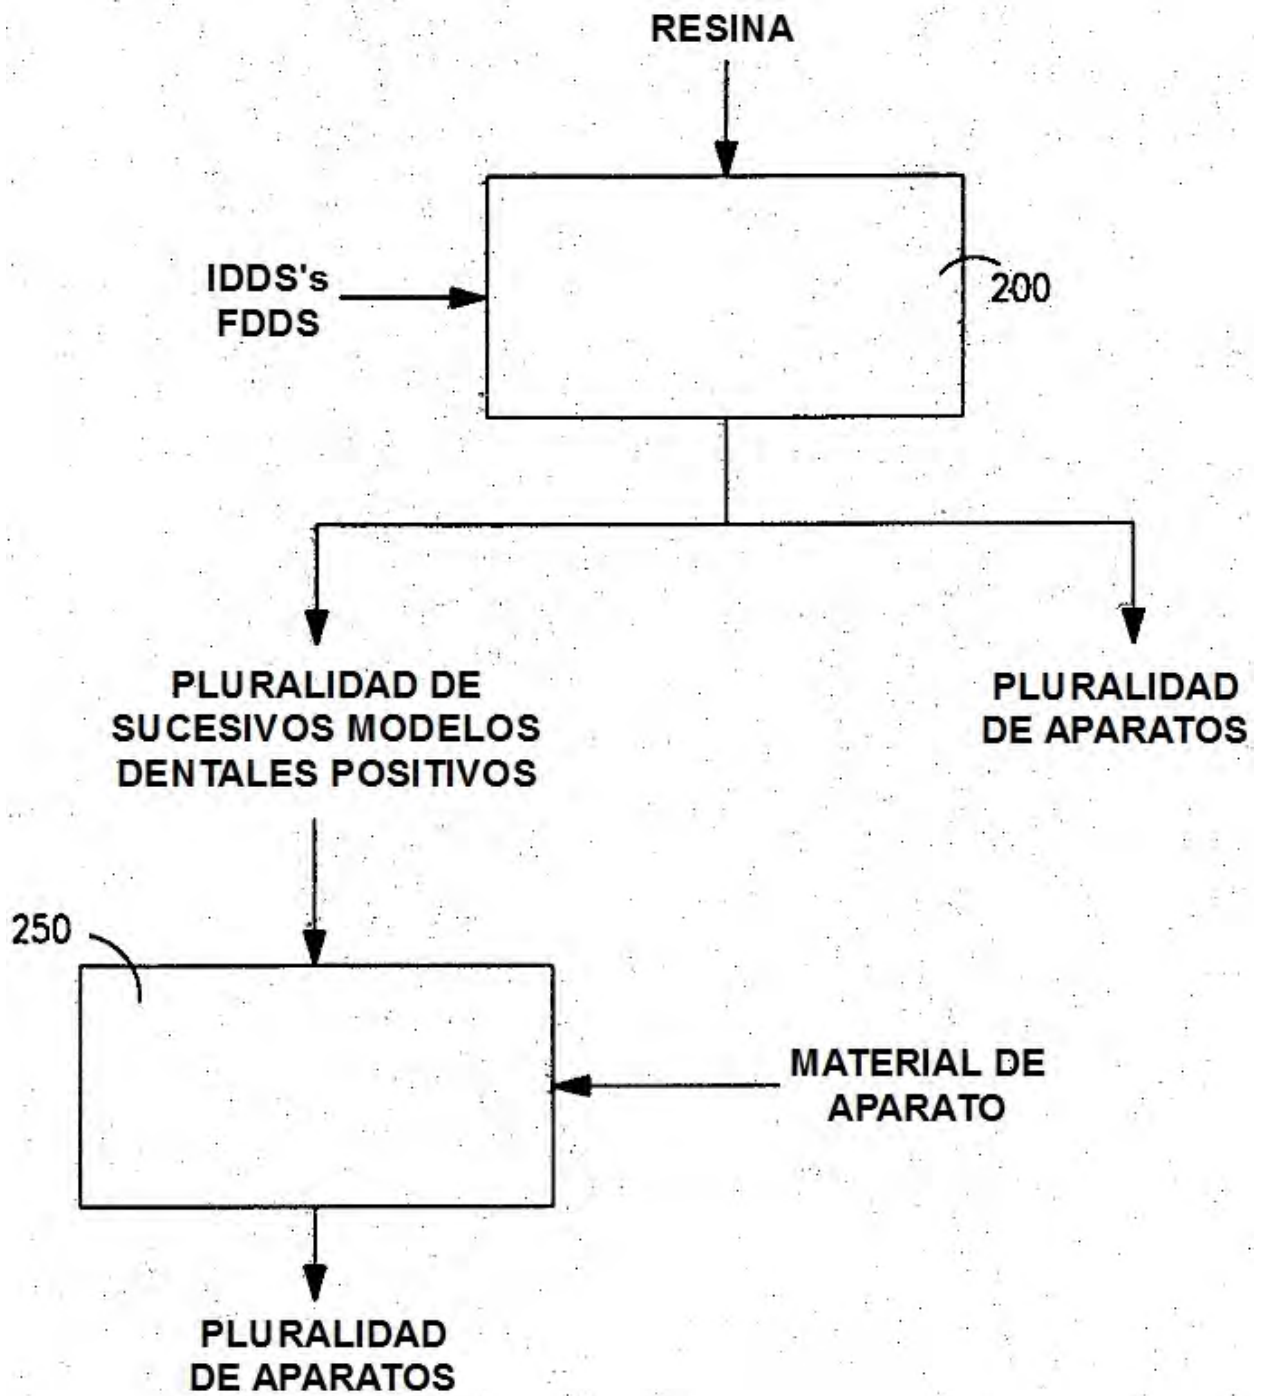 RESINA
IDDS's
FDDS
200
PLURALIDAD DE
SUCESIVOS MODELOS
DENTALES POSITIVOS
PLURALIDAD
DE APARATOS
250
MATERIAL DE
APARATO
PLURALIDAD
DE APARATOS